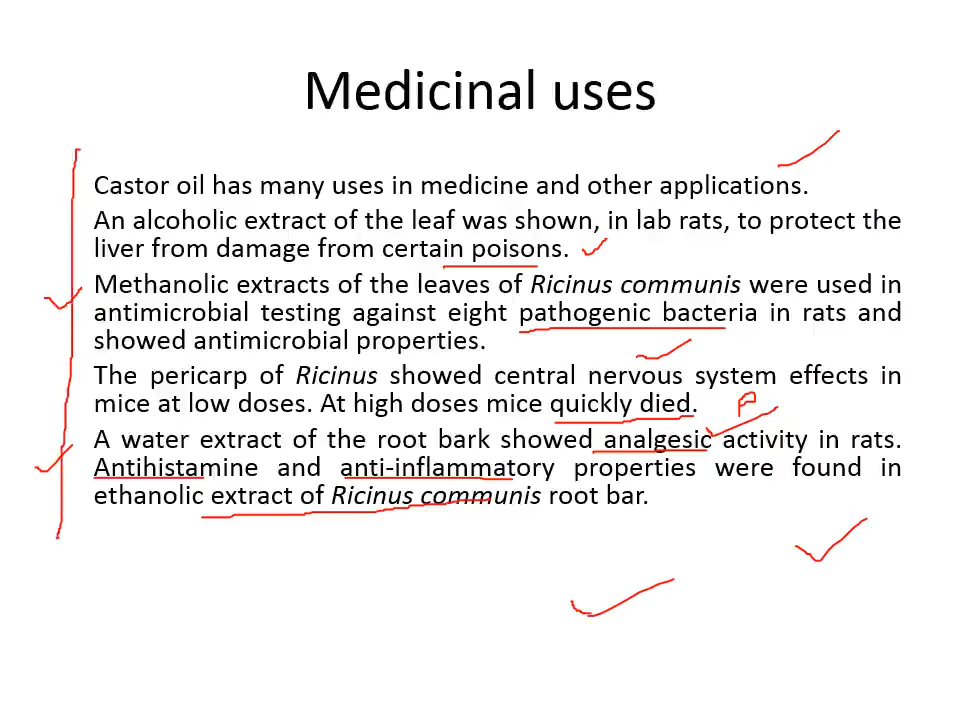 Medicinal uses
Castor oil has many uses in medicine and other applications.
An alcoholic extract of the leaf was shown, in lab rats, to protect the
liver from damage from certain poisons.
Methanolic extracts of the leaves of Ricinus communis were used in
antimicrobial testing against eight pathogenic bacteria in rats and
showed antimicrobial properties.
The pericarp of Ricinus showed central nervous system effects in
mice at low doses. At high doses mice quickly died.
A water extract of the root bark showed analgesic activity in rats.
Antihistamine and anti-inflammatory properties were found in
ethanolic extract of Ricinus communis root bar.